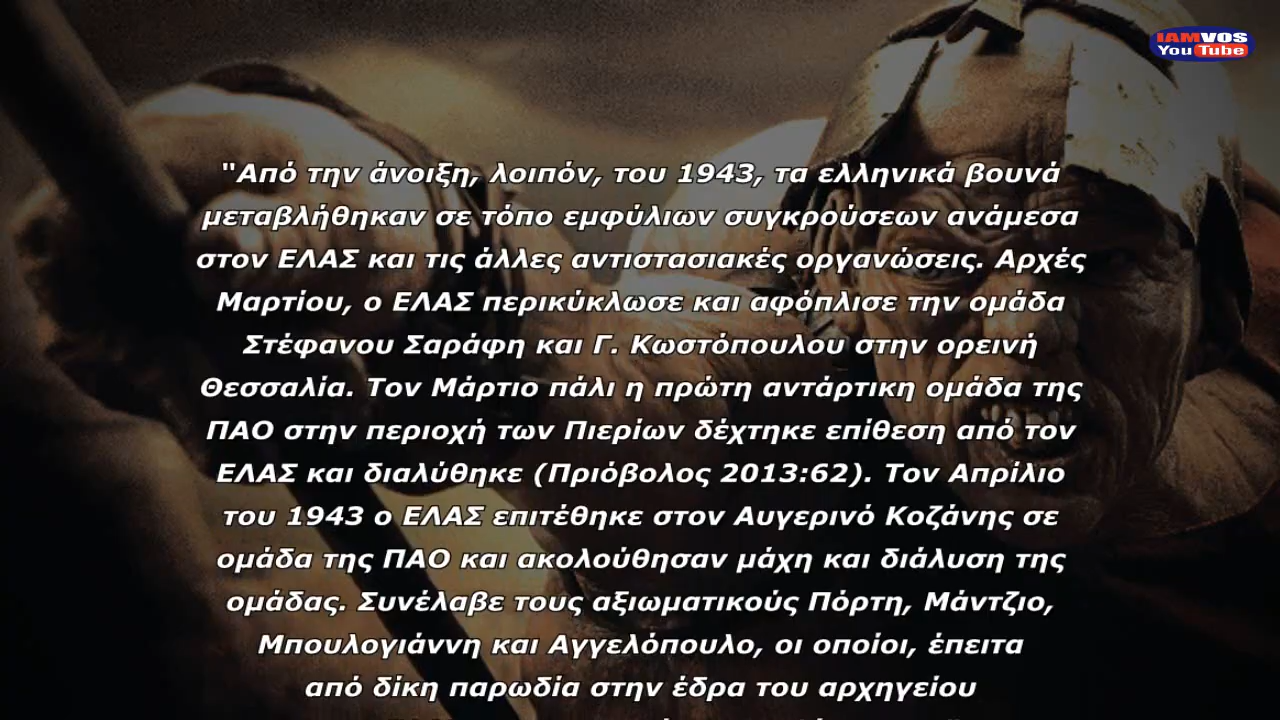 IAMVOS
YouTube
"Από την άνοιξη, λοιπόν, του 1943, τα ελληνικά βουνά
μεταβλήθηκαν σε τόπο εμφύλιων συγκρούσεων ανάμεσα
στον ΕΛΑΣ και τις άλλες αντιστασιακές οργανώσεις. Αρχές
Μαρτίου, ο ΕΛΑΣ περικύκλωσε και αφόπλισε την ομάδα
Στέφανου Σαράφη και Γ. Κωστόπουλου στην ορεινή
Θεσσαλία. Τον Μάρτιο πάλι η πρώτη αντάρτικη ομάδα της
ΠΑΟ στην περιοχή των Πιερίων δέχτηκε επίθεση από τον
ΕΛΑΣ και διαλύθηκε (Πριόβολος 2013:62). Τον Απρίλιο
του 1943 ο ΕΛΑΣ επιτέθηκε στον Αυγερινό Κοζάνης σε
ομάδα της ΠΑΟ και ακολούθησαν μάχη και διάλυση της
ομάδας. Συνέλαβε τους αξιωματικούς Πόρτη, Μάντζιο,
Μπουλογιάννη και Αγγελόπουλο, οι οποίοι, έπειτα
από δίκη παρωδία στην έδρα του αρχηγείου